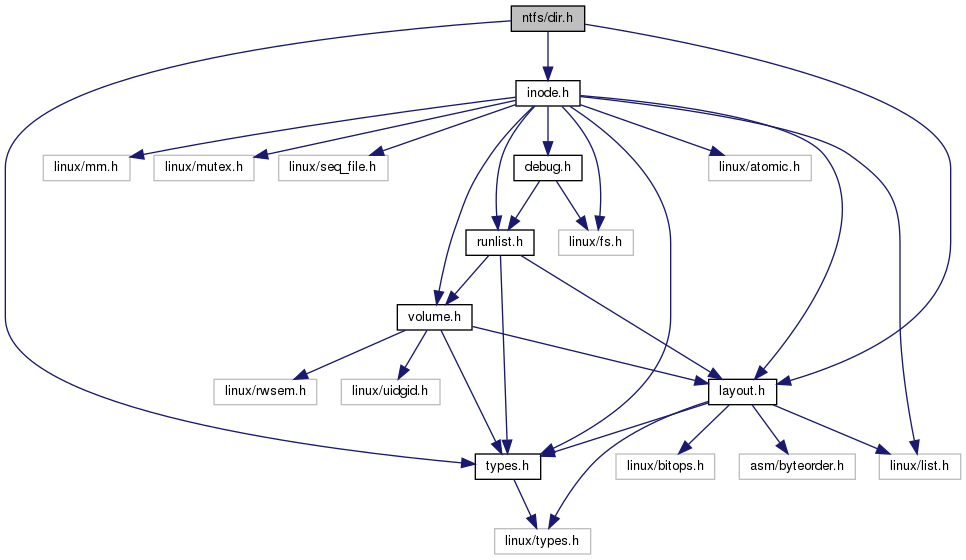 ntfs/dir.h
inode.h
linux/mm.h
linux/mutex.h
linux/seq_file.h
debug.h
linux/atomic.h
runlist.h
linux/fs.h
volume.h
linux/rwsem.h
linux/uidgid.h
layout.h
types.h
linux/bitops.h
asm/byteorder.h
linux/list.h
linux/types.h